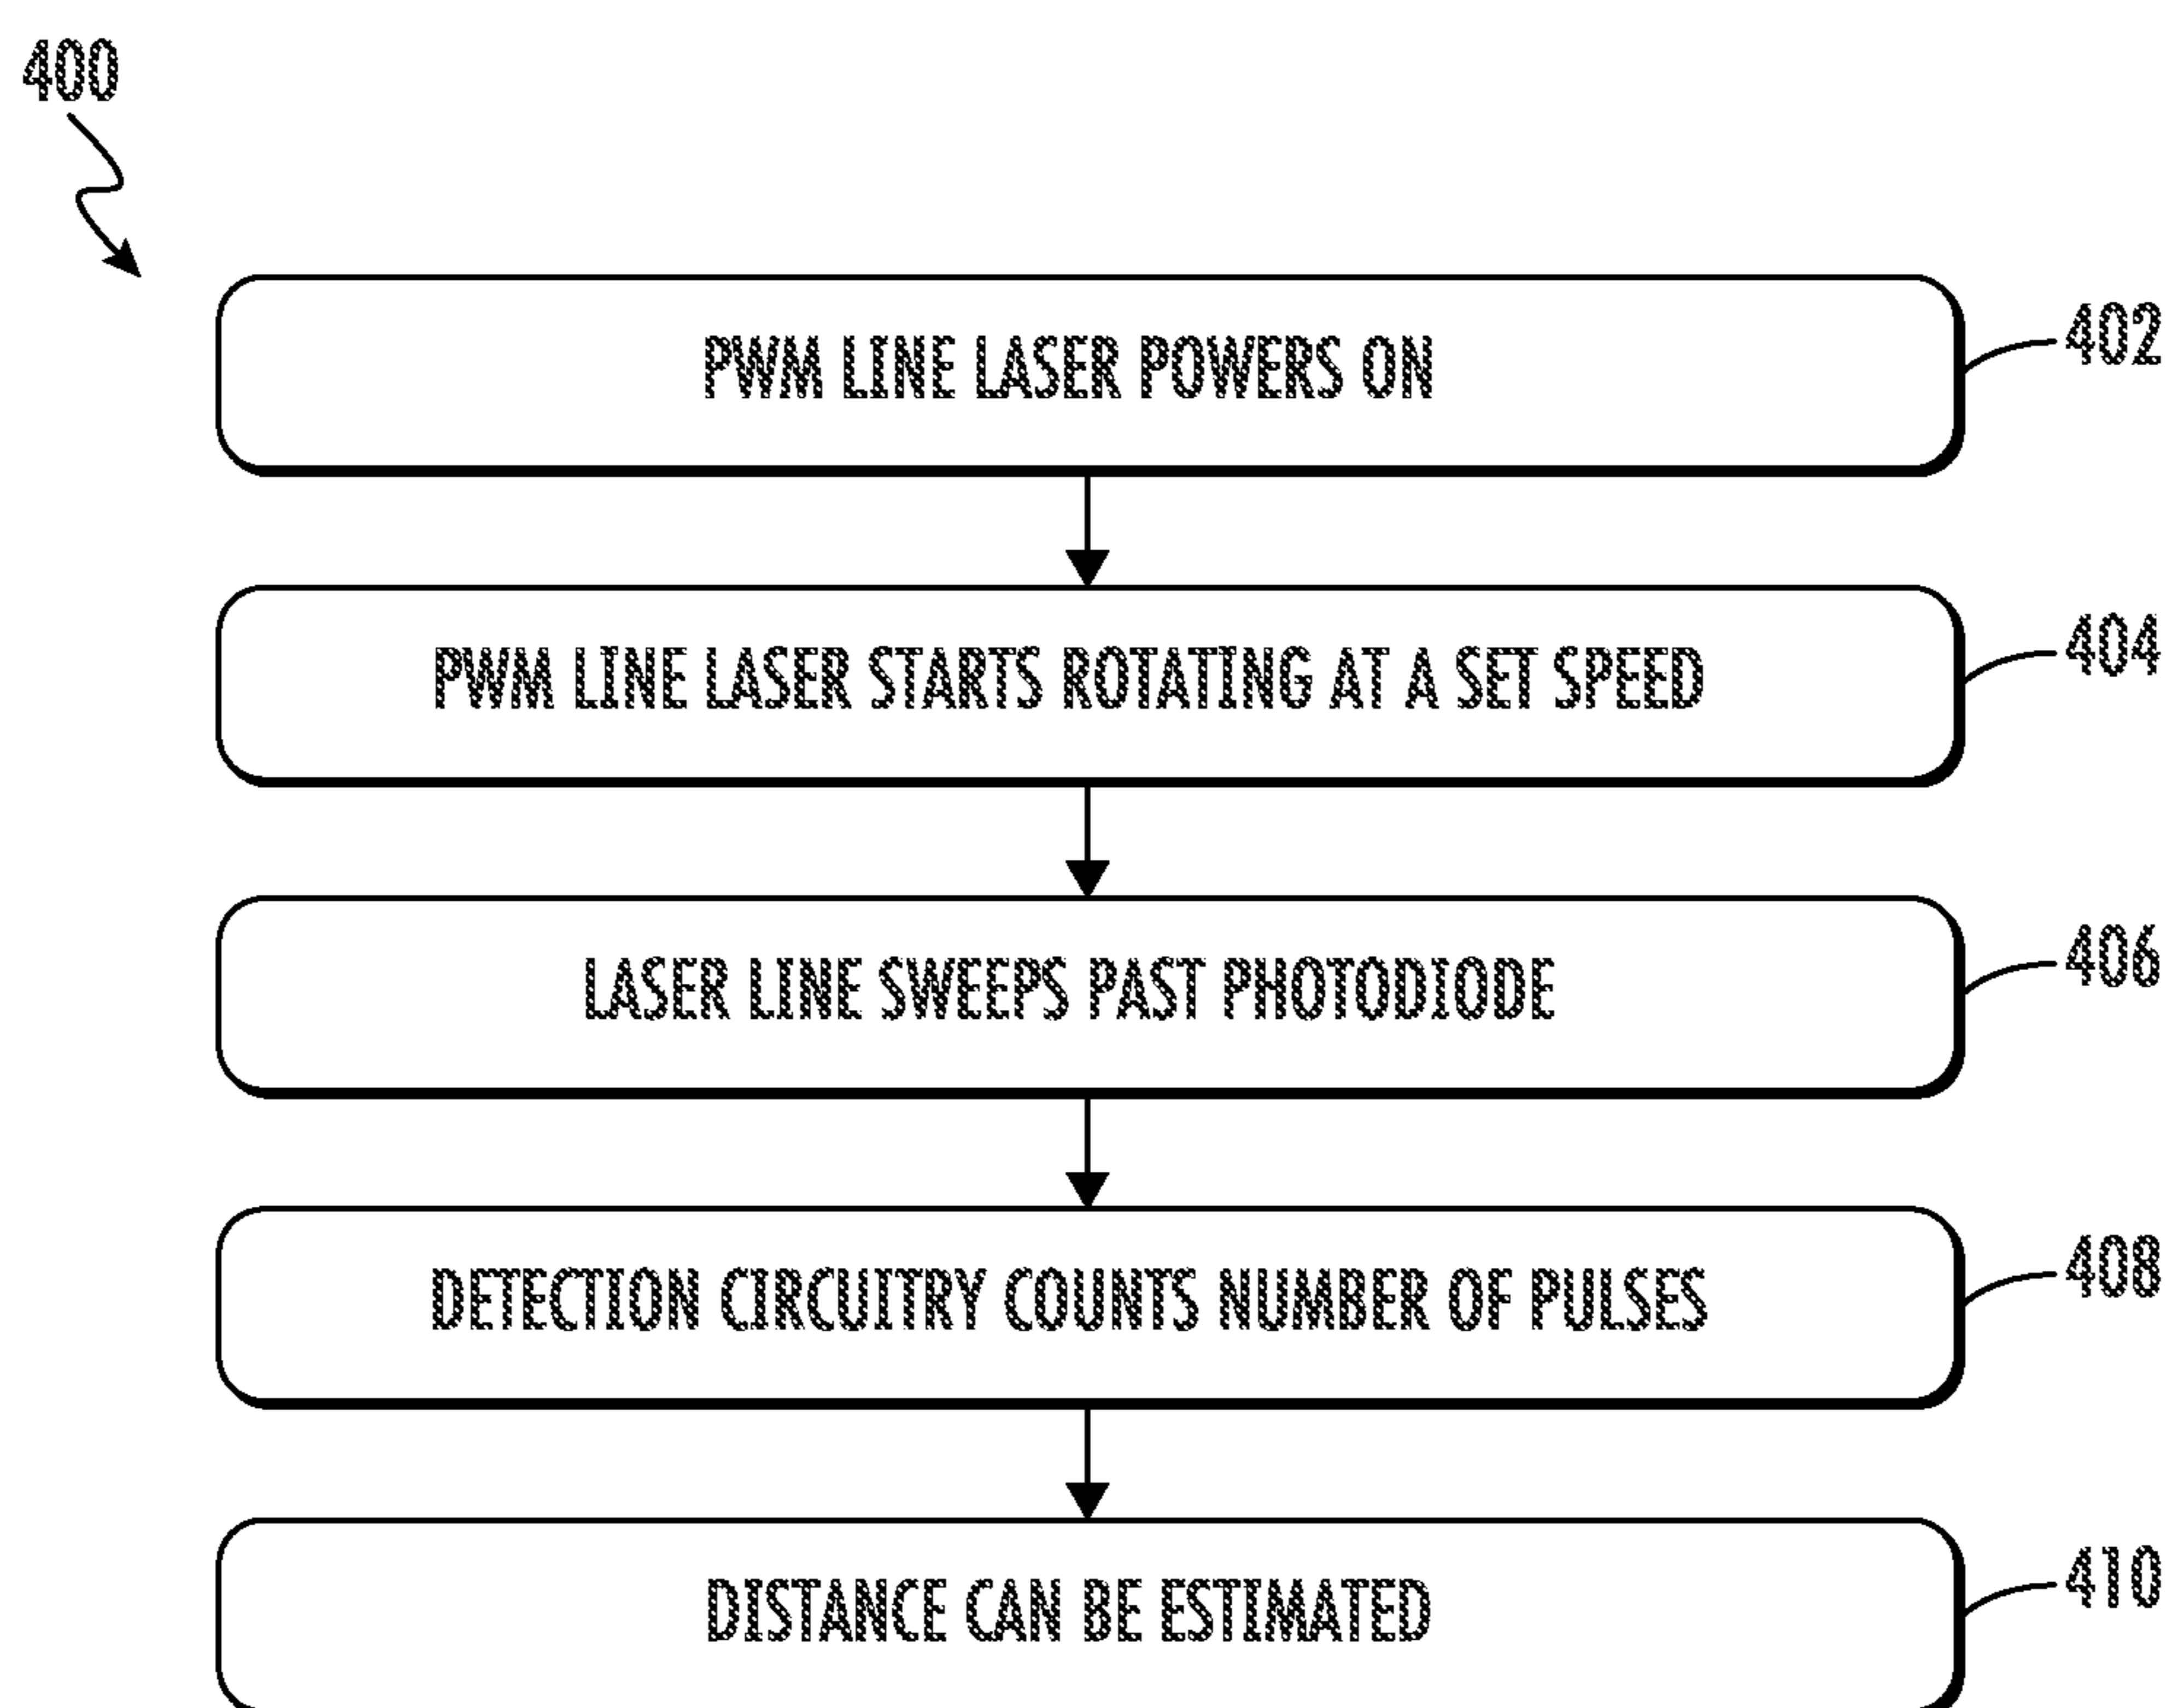 400
PWM LINE LASER POWERS ON
402
PWM LINE LASER STARTS ROTATING AT A SET SPEED
404
LASER LINE SWEEPS PAST PHOTODIODE
406
DETECTION CIRCUITRY COUNTS NUMBER OF PULSES
408
DISTANCE CAN BE ESTIMATED
410